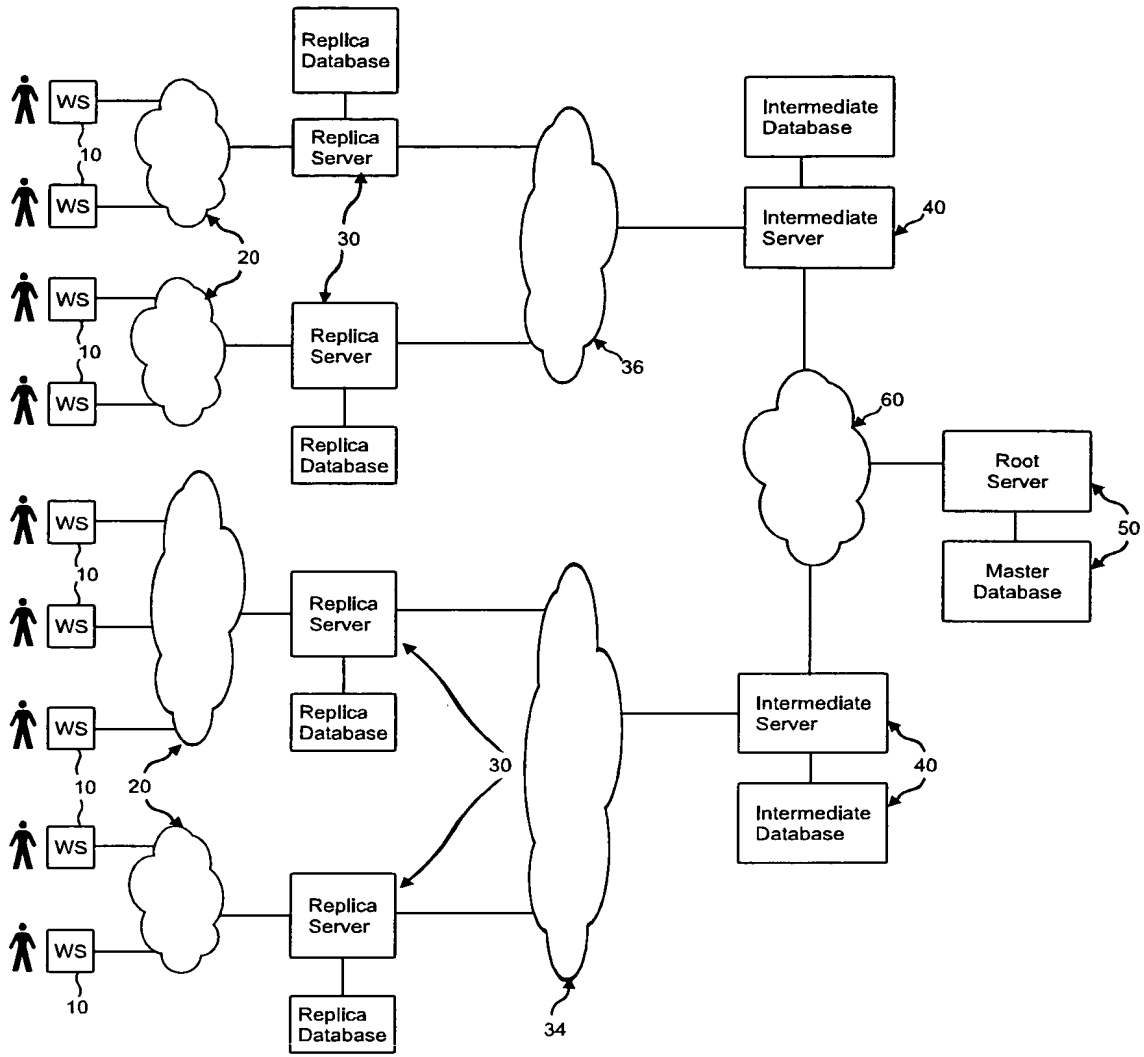 Replica
Database
WS
10
WS
Replica
Server
20
30
WS
10
WS
Replica
Server
Replica
Database
36
Intermediate
Database
Intermediate
Server
40
60
Root
Server
50
Master
Database
WS
10
WS
WS
10
WS
WS
10
20
Replica
Server
Replica
Database
30
Replica
Server
Replica
Database
34
Intermediate
Server
40
Intermediate
Database